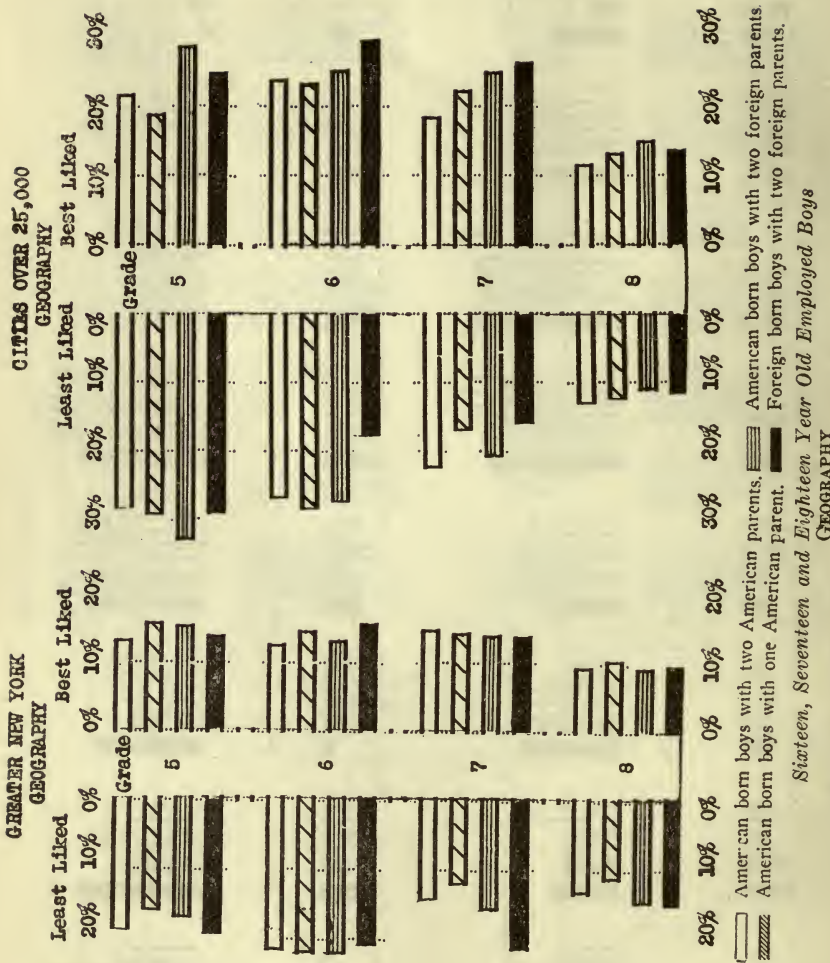 GREATER NEW YORK
GEOGRAPHY
Least Liked Best Liked
20% 10% 0% 0% 10% 20%
Grade
5
6
7
8
20% 10% 0% 0% 10% 20%
CITIES OVER 25,000
GEOGRAPHY
Least Liked Best Liked
30% 20% 10% 0% 0% 10% 20% 30%
Grade
5
6
7
8
30% 20% 10% 0% 0% 10% 20% 30%
Amer can born boys with two American parents. American born boys with two foreign parents.
American born boys with one American parent. Foreign born boys with two foreign parents.
Sixteen, Seventeen and Eighteen Year Old Employed Boys
GEOGRAPHY